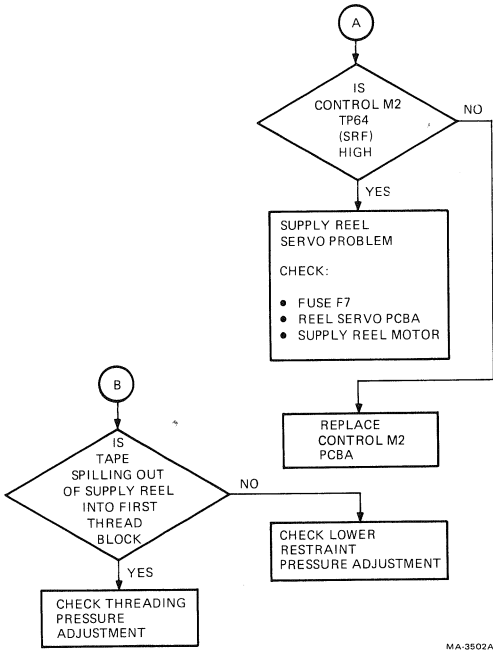 A
IS
CONTROL M2
TP64
(SRF)
HIGH
NO
YES
SUPPLY REEL
SERVO PROBLEM
CHECK:
● FUSE F7
● REEL SERVO PCBA
● SUPPLY REEL MOTOR
REPLACE
CONTROL M2
PCBA
B
IS
TAPE
SPILLING OUT
OF SUPPLY REEL
INTO FIRST
THREAD
BLOCK
NO
YES
CHECK LOWER
RESTRAINT
PRESSURE ADJUSTMENT
CHECK THREADING
PRESSURE
ADJUSTMENT
MA-3502A